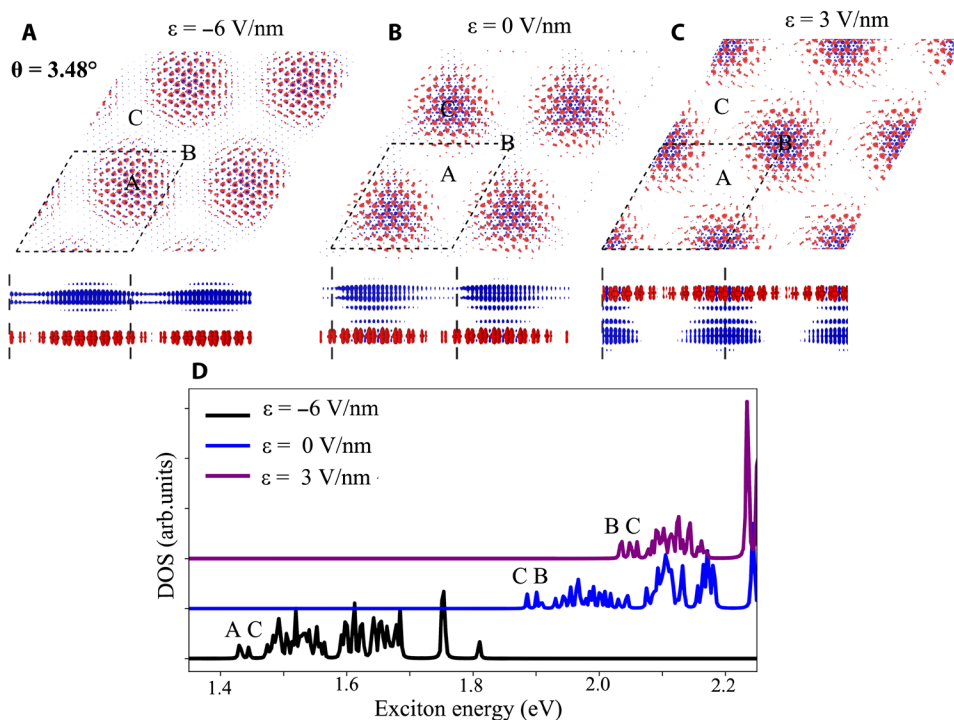 A
ε = −6 V/nm
B
ε = 0 V/nm
C
ε = 3 V/nm
θ = 3.48°
C
B
A
C
B
A
C
B
A
D
ε = −6 V/nm
ε = 0 V/nm
ε = 3 V/nm
B C
C B
A C
DOS (arb.units)
1.4
1.6
1.8
2.0
2.2
Exciton energy (eV)